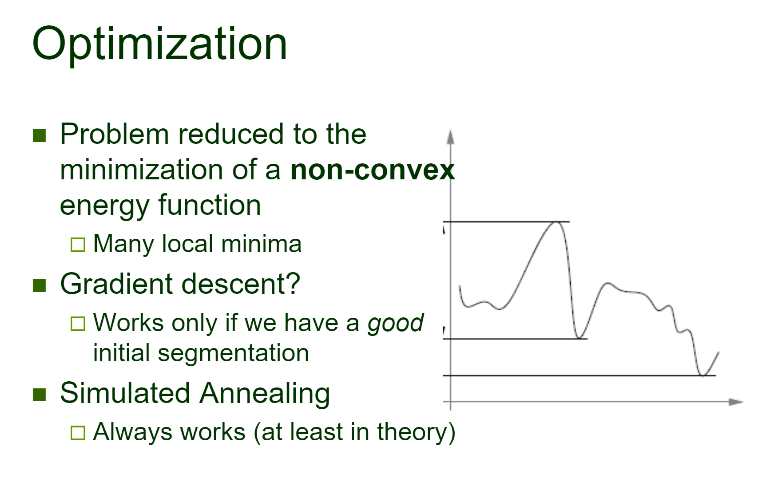 Optimization
Problem reduced to the
minimization of a non-convex
energy function
Many local minima
Gradient descent?
Works only if we have a good
initial segmentation
Simulated Annealing
Always works (at least in theory)